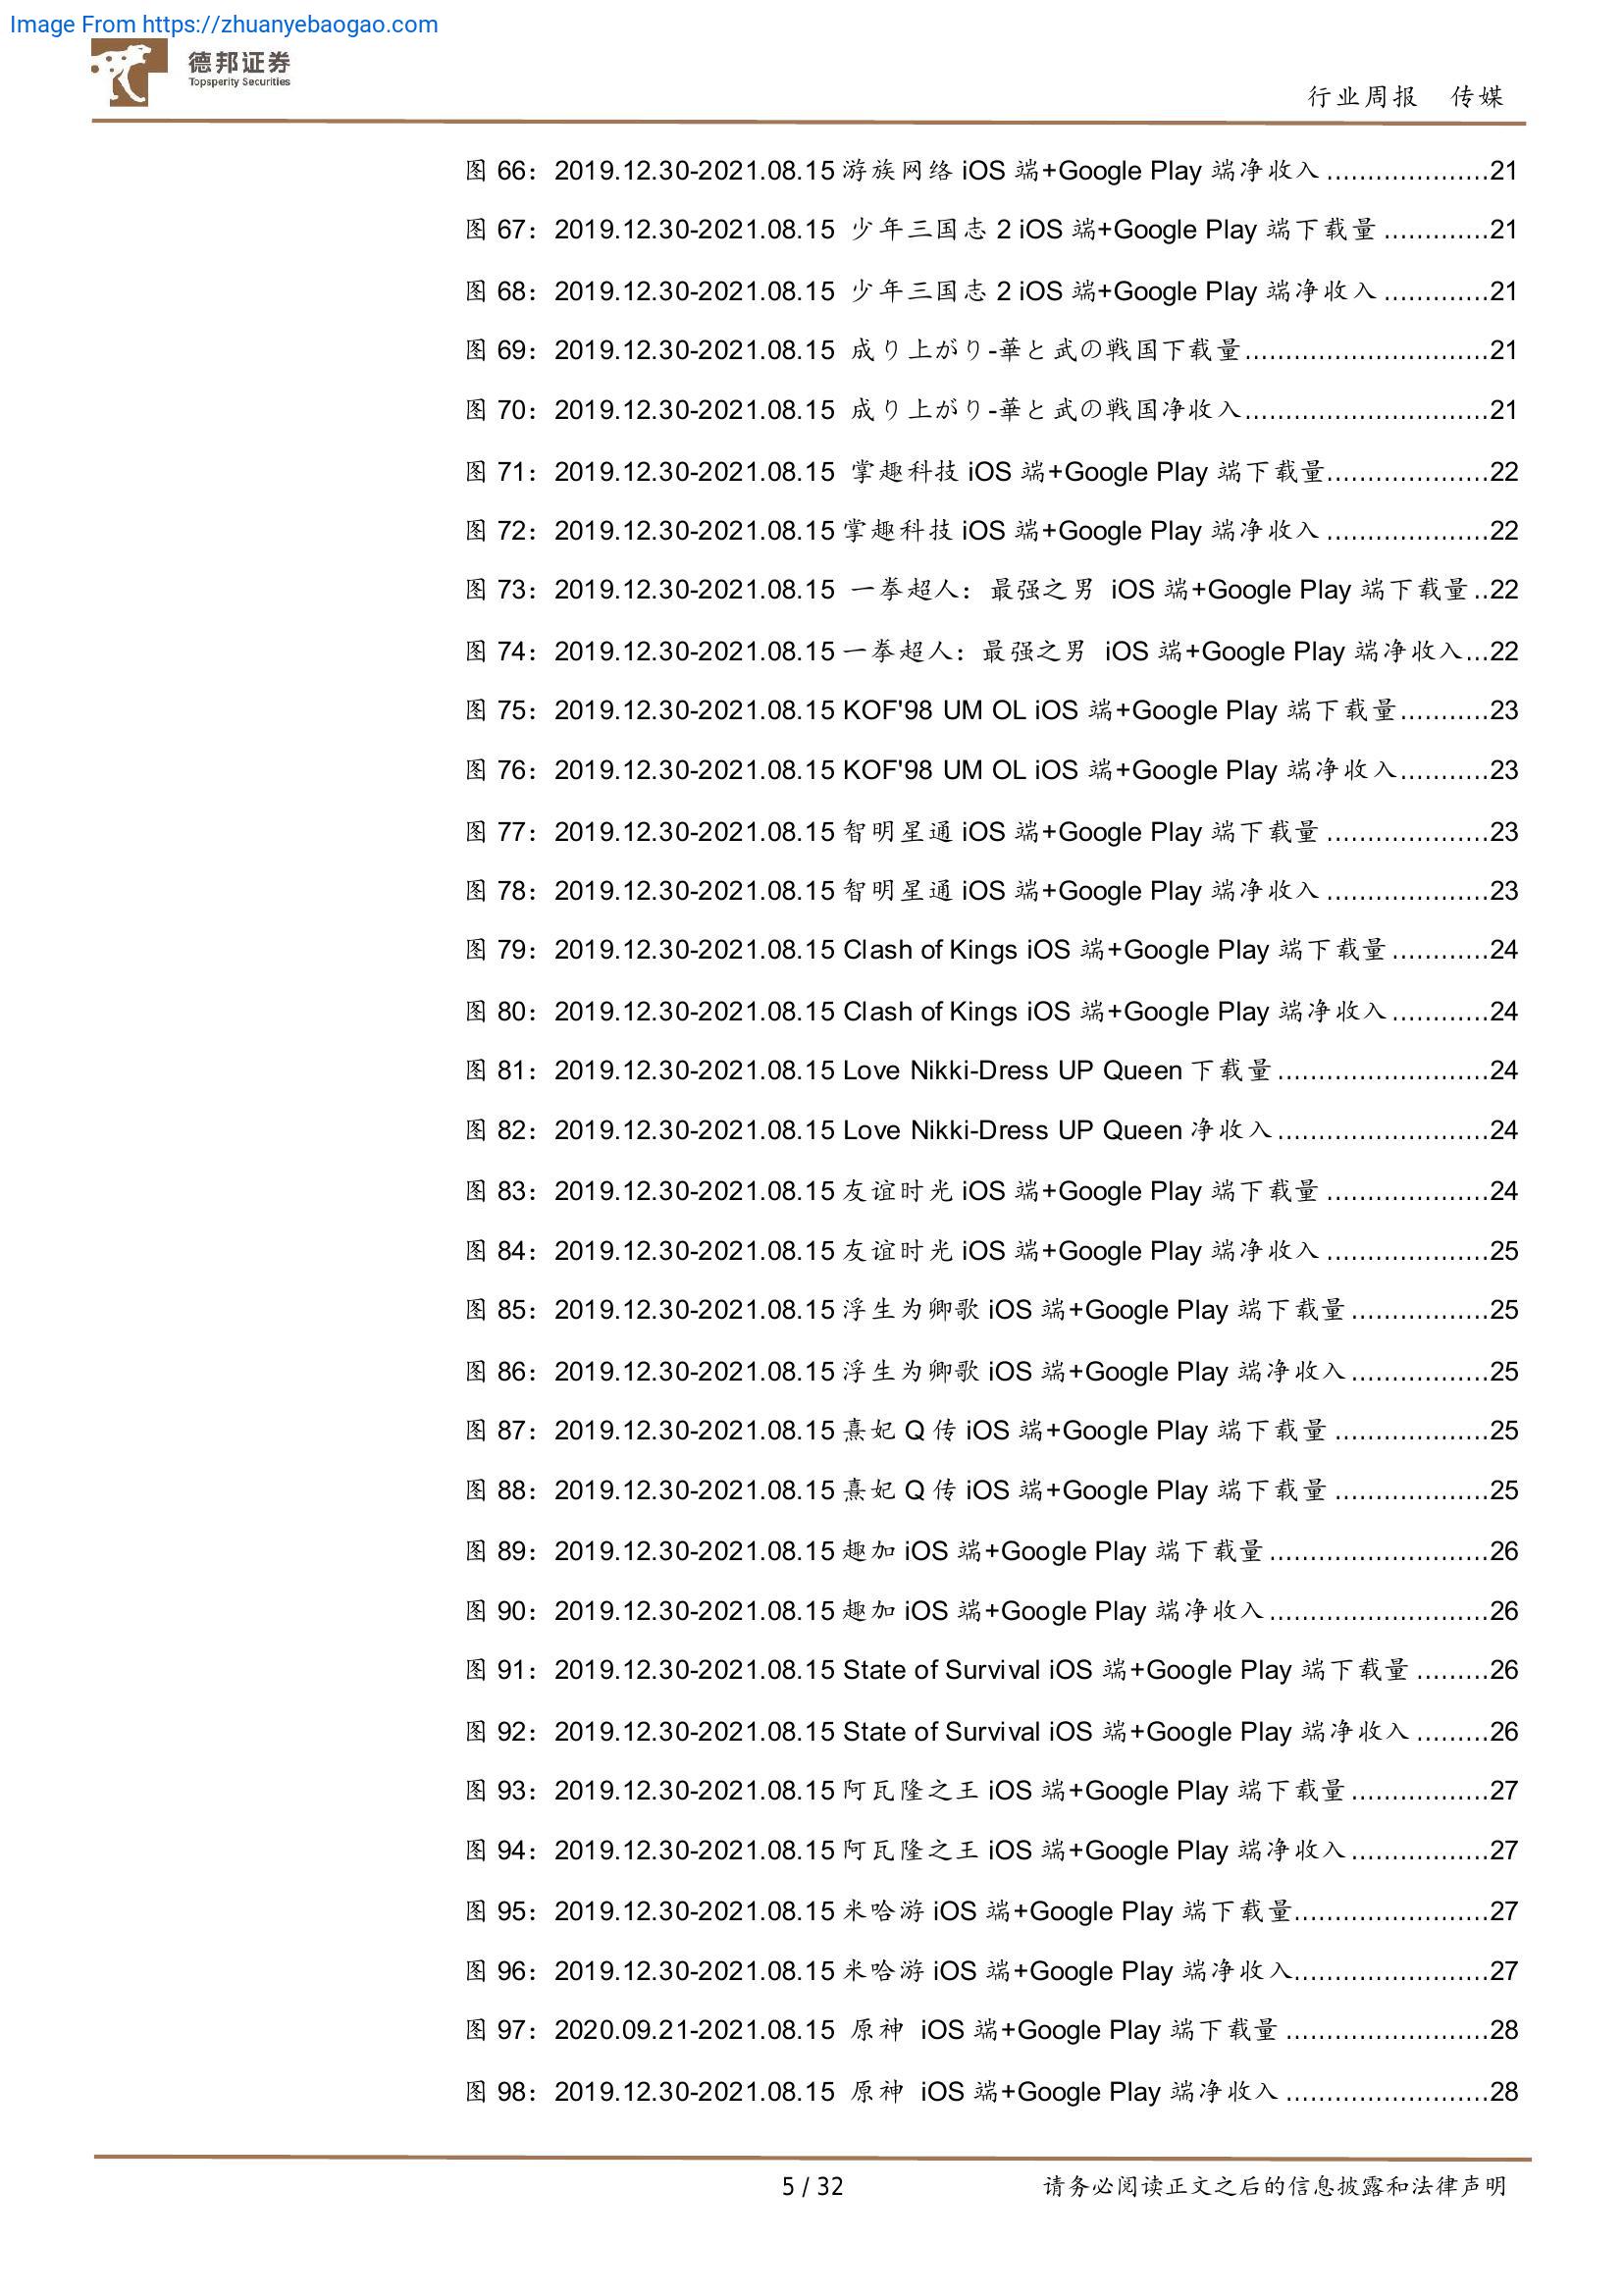 Image From https://zhuanyebaogao.com
德邦证券
Topsperity Securities
行业周报 传媒
图 66：2019.12.30-2021.08.15 游族网络 iOS 端+Google Play 端净收入....................21
图 67：2019.12.30-2021.08.15 少年三国志 2 iOS 端+Google Play 端下载量.............21
图 68：2019.12.30-2021.08.15 少年三国志 2 iOS 端+Google Play 端净收入.............21
图 69：2019.12.30-2021.08.15 成り上がり-華と武の戦国下载量..............................21
图 70：2019.12.30-2021.08.15 成り上がり-華と武の戦国净收入..............................21
图 71：2019.12.30-2021.08.15 掌趣科技 iOS 端+Google Play 端下载量....................22
图 72：2019.12.30-2021.08.15 掌趣科技 iOS 端+Google Play 端净收入....................22
图 73：2019.12.30-2021.08.15 一拳超人：最强之男 iOS 端+Google Play 端下载量..22
图 74：2019.12.30-2021.08.15 一拳超人：最强之男 iOS 端+Google Play 端净收入...22
图 75：2019.12.30-2021.08.15 KOF'98 UM OL iOS 端+Google Play 端下载量...........23
图 76：2019.12.30-2021.08.15 KOF'98 UM OL iOS 端+Google Play 端净收入...........23
图 77：2019.12.30-2021.08.15 智明星通 iOS 端+Google Play 端下载量....................23
图 78：2019.12.30-2021.08.15 智明星通 iOS 端+Google Play 端净收入....................23
图 79：2019.12.30-2021.08.15 Clash of Kings iOS 端+Google Play 端下载量............24
图 80：2019.12.30-2021.08.15 Clash of Kings iOS 端+Google Play 端净收入............24
图 81：2019.12.30-2021.08.15 Love Nikki-Dress UP Queen 下载量..........................24
图 82：2019.12.30-2021.08.15 Love Nikki-Dress UP Queen 净收入..........................24
图 83：2019.12.30-2021.08.15 友谊时光 iOS 端+Google Play 端下载量....................24
图 84：2019.12.30-2021.08.15 友谊时光 iOS 端+Google Play 端净收入....................25
图 85：2019.12.30-2021.08.15 浮生为卿歌 iOS 端+Google Play 端下载量.................25
图 86：2019.12.30-2021.08.15 浮生为卿歌 iOS 端+Google Play 端净收入.................25
图 87：2019.12.30-2021.08.15 熹妃 Q 传 iOS 端+Google Play 端下载量...................25
图 88：2019.12.30-2021.08.15 熹妃 Q 传 iOS 端+Google Play 端下载量...................25
图 89：2019.12.30-2021.08.15 趣加 iOS 端+Google Play 端下载量...........................26
图 90：2019.12.30-2021.08.15 趣加 iOS 端+Google Play 端净收入...........................26
图 91：2019.12.30-2021.08.15 State of Survival iOS 端+Google Play 端下载量.........26
图 92：2019.12.30-2021.08.15 State of Survival iOS 端+Google Play 端净收入.........26
图 93：2019.12.30-2021.08.15 阿瓦隆之王 iOS 端+Google Play 端下载量.................27
图 94：2019.12.30-2021.08.15 阿瓦隆之王 iOS 端+Google Play 端净收入.................27
图 95：2019.12.30-2021.08.15 米哈游 iOS 端+Google Play 端下载量........................27
图 96：2019.12.30-2021.08.15 米哈游 iOS 端+Google Play 端净收入........................27
图 97：2020.09.21-2021.08.15 原神 iOS 端+Google Play 端下载量.........................28
图 98：2019.12.30-2021.08.15 原神 iOS 端+Google Play 端净收入.........................28
5 / 32 请务必阅读正文之后的信息披露和法律声明